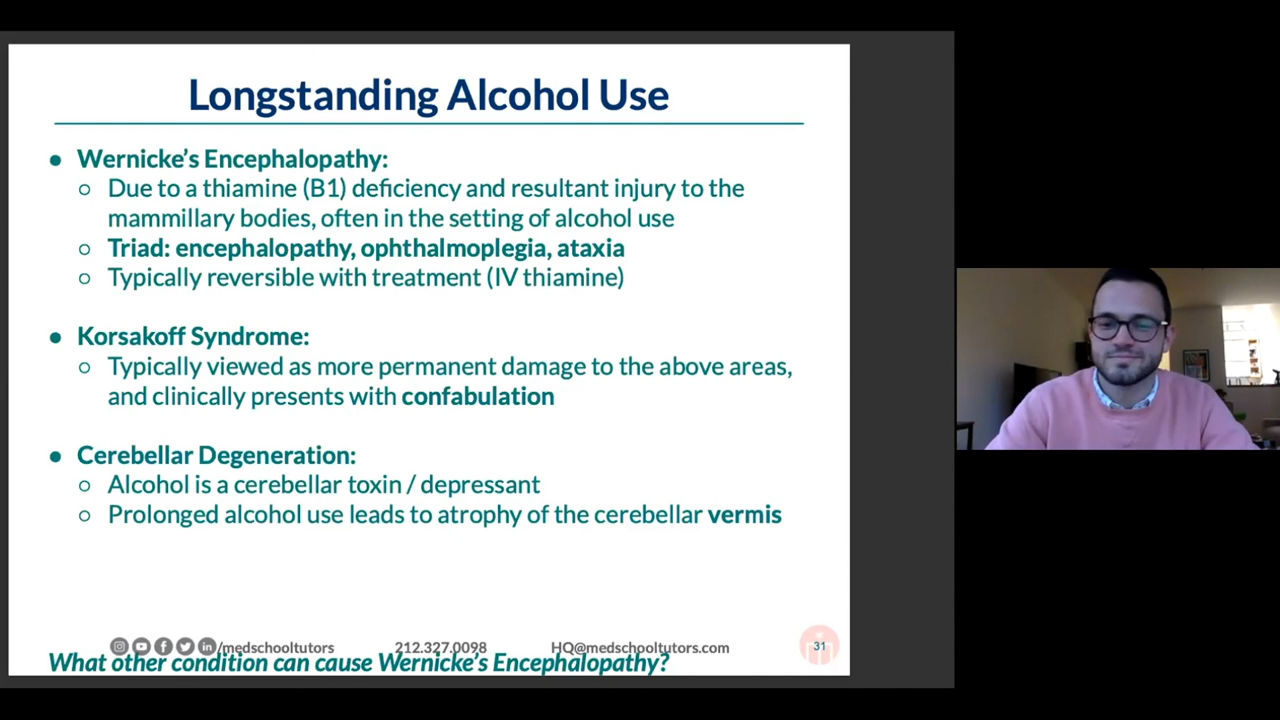 Longstanding Alcohol Use
● Wernicke’s Encephalopathy:
○ Due to a thiamine (B1) deficiency and resultant injury to the
mammillary bodies, often in the setting of alcohol use
○ Triad: encephalopathy, ophthalmoplegia, ataxia
○ Typically reversible with treatment (IV thiamine)
● Korsakoff Syndrome:
○ Typically viewed as more permanent damage to the above areas,
and clinically presents with confabulation
● Cerebellar Degeneration:
○ Alcohol is a cerebellar toxin / depressant
○ Prolonged alcohol use leads to atrophy of the cerebellar vermis
/medschooltutors 212.327.0098 HQ@medschooltutors.com 31
What other condition can cause Wernicke’s Encephalopathy?